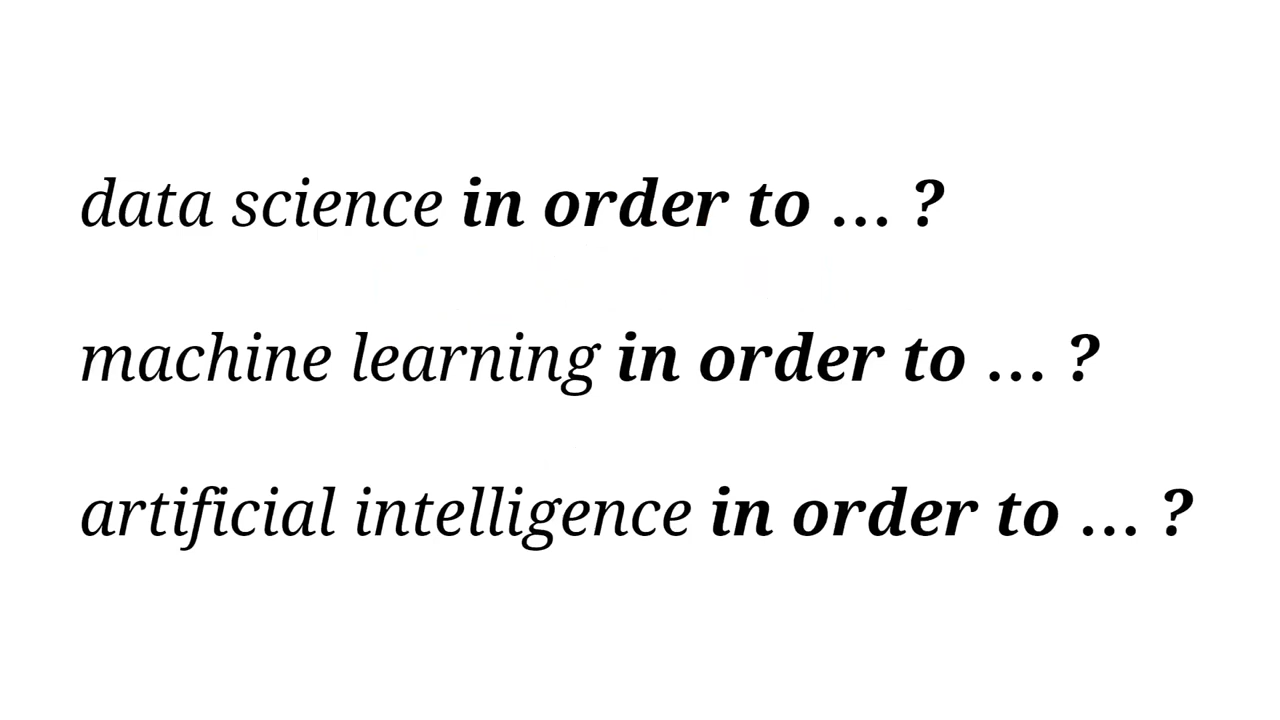 data science in order to … ?
machine learning in order to … ?
artificial intelligence in order to … ?